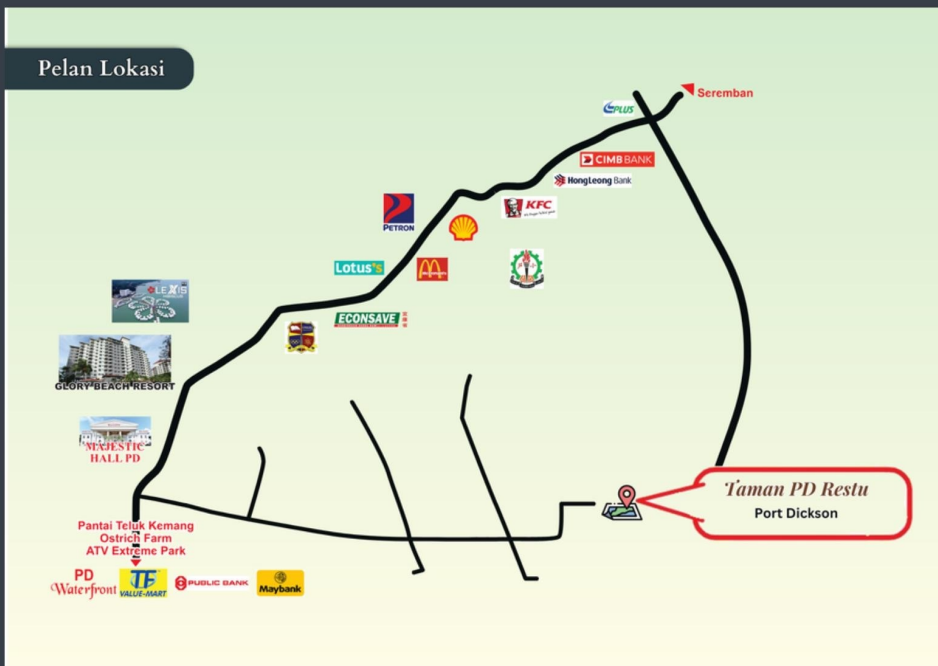 Pelan Lokasi
Seremban
PLUS
CIMB BANK
HongLeong Bank
KFC
PETRON
Lotus's
ECONSAVE
LEXIS
HIBISCUS
GLORY BEACH RESORT
MAJESTIC
HALL PD
Taman PD Restu
Port Dickson
Pantai Teluk Kemang
Ostrich Farm
ATV Extreme Park
PD
Waterfront
TF
VALUE-MART
PUBLIC BANK
Maybank